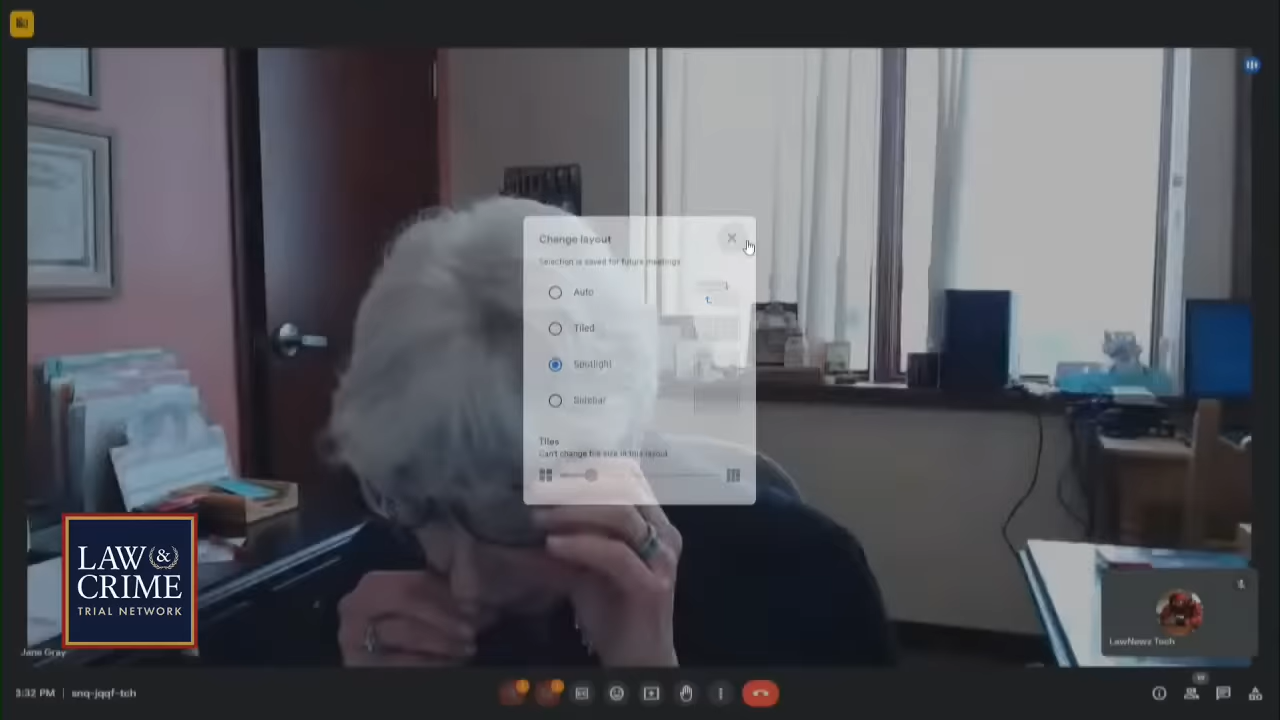 Change layout
Selection is saved for future meetings
Auto
Tiled
Spotlight
Sidebar
Tiles
Can't change tile size in this layout
LAW &
CRIME
TRIAL NETWORK
LawNewz Tech
Jane Gray
3:32 PM | snq-jqqf-tch